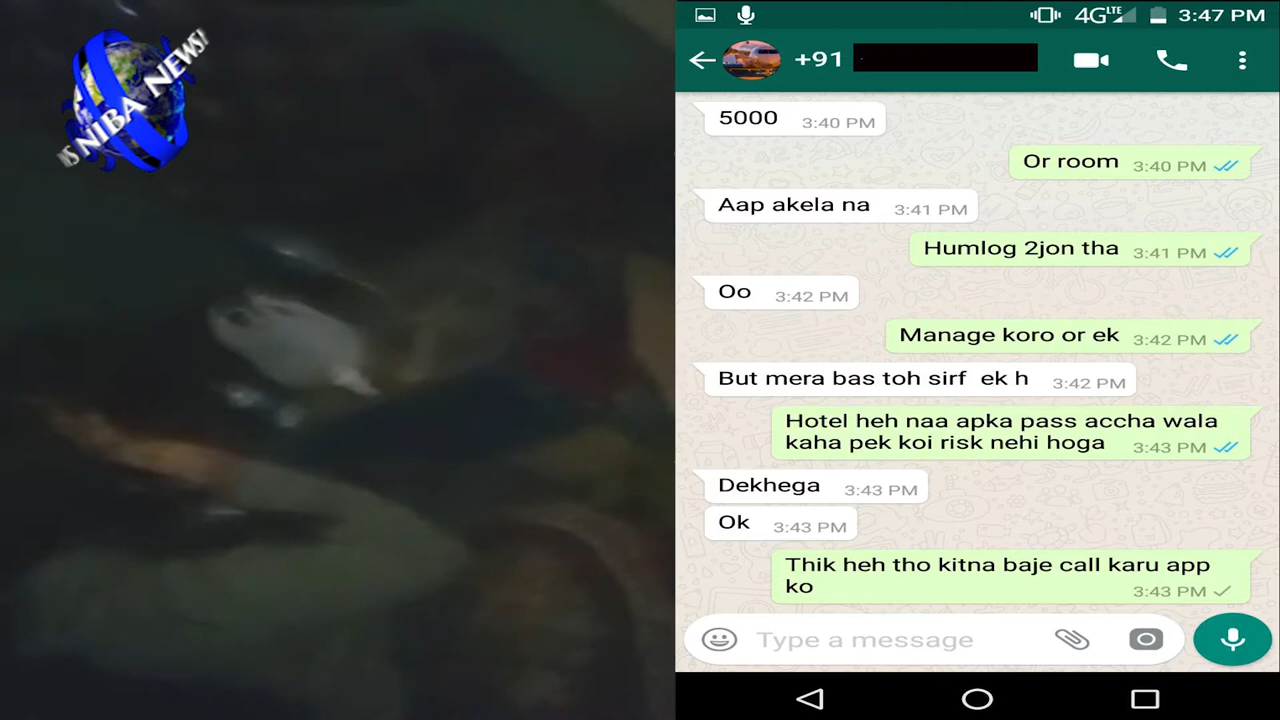 IS NIBA NEWS!
4G LTE 3:47 PM
+91
5000 3:40 PM
Or room 3:40 PM
Aap akela na 3:41 PM
Humlog 2jon tha 3:41 PM
Oo 3:42 PM
Manage koro or ek 3:42 PM
But mera bas toh sirf ek h 3:42 PM
Hotel heh naa apka pass accha wala
kaha pek koi risk nehi hoga 3:43 PM
Dekhega 3:43 PM
Ok 3:43 PM
Thik heh tho kitna baje call karu app
ko 3:43 PM
Type a message